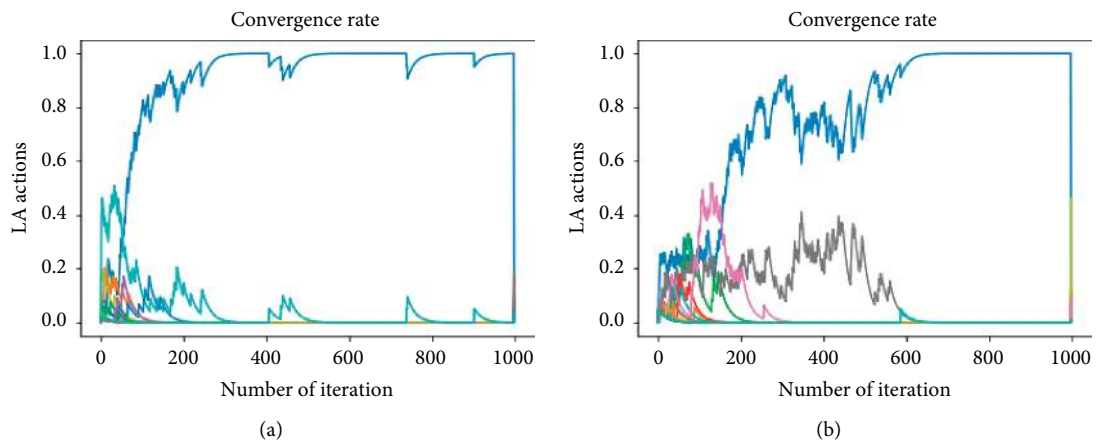 Convergence rate
1.0
0.8
0.6
0.4
0.2
0.0
LA actions
0 200 400 600 800 1000
Number of iteration
(a)
Convergence rate
1.0
0.8
0.6
0.4
0.2
0.0
LA actions
0 200 400 600 800 1000
Number of iteration
(b)